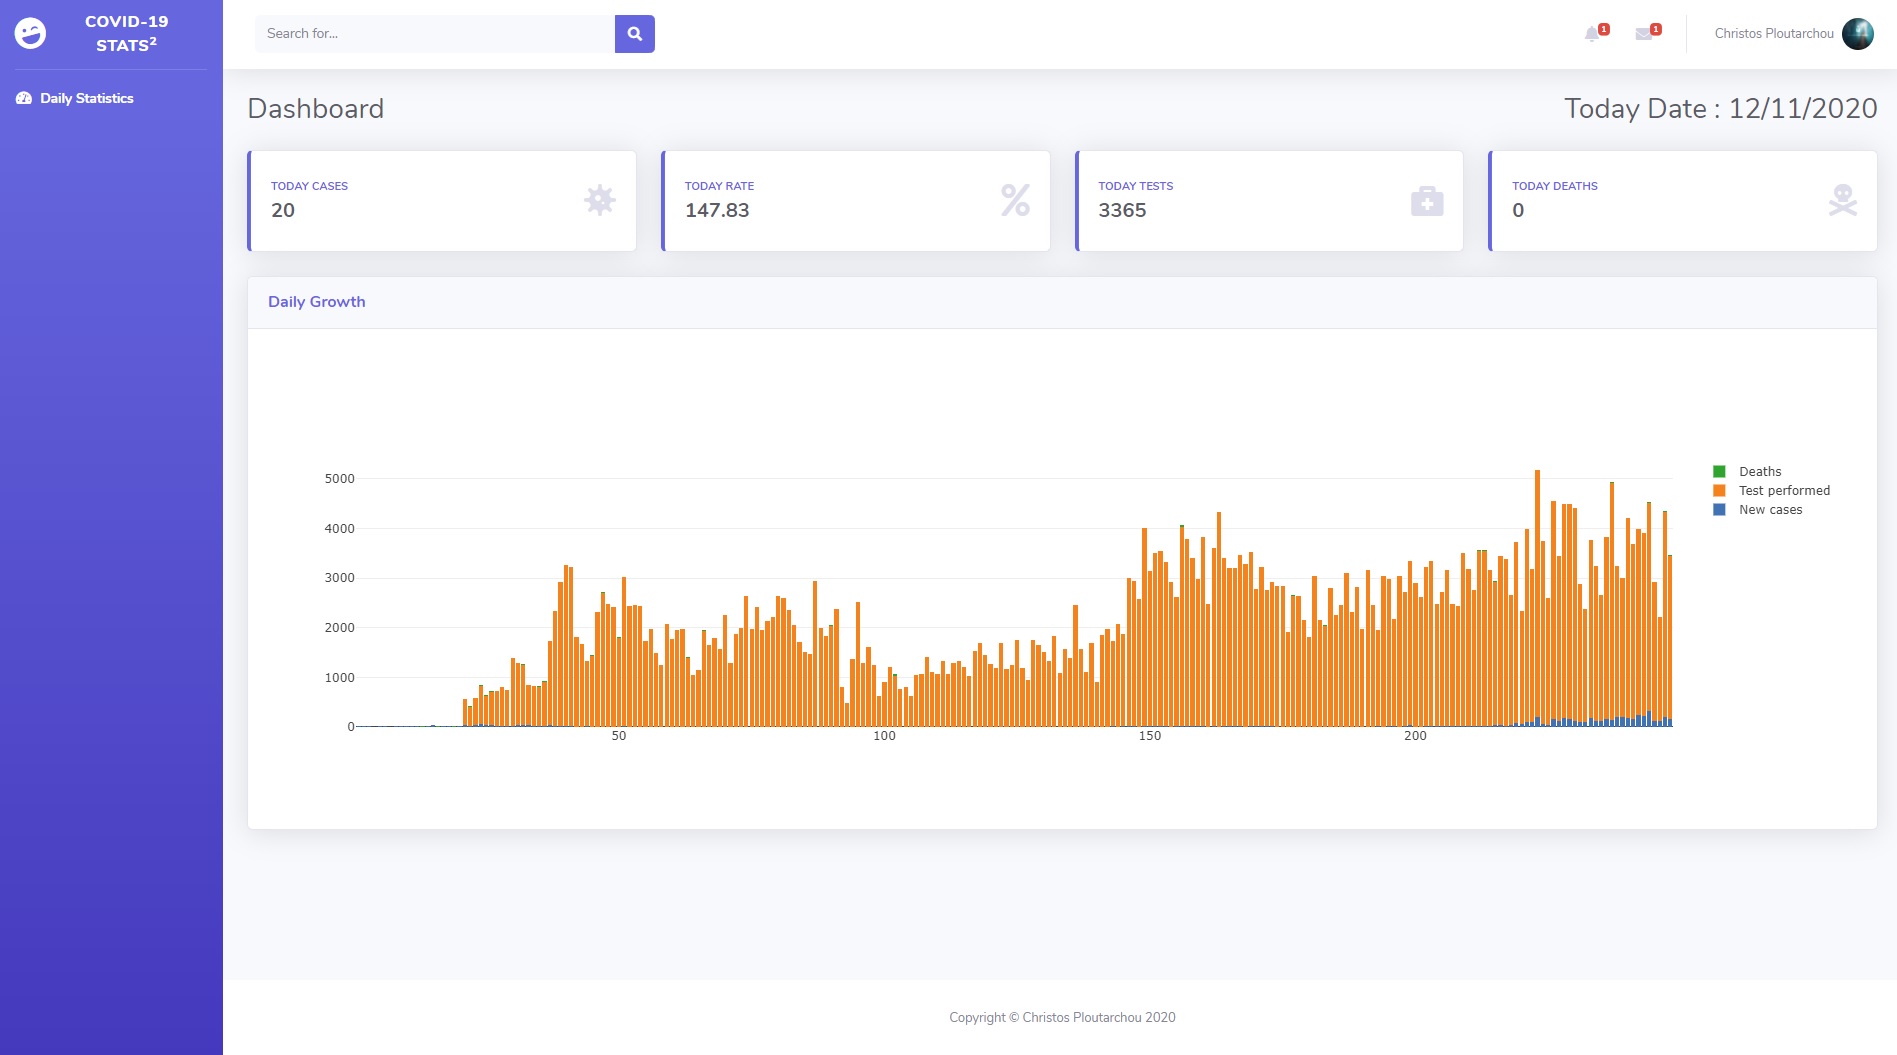 COVID-19
STATS²
Daily Statistics
Search for...
1
1
Christos Ploutarchou
Dashboard
Today Date : 12/11/2020
TODAY CASES
20
TODAY RATE
147.83
TODAY TESTS
3365
TODAY DEATHS
0
Daily Growth
5000
4000
3000
2000
1000
0
50
100
150
200
Deaths
Test performed
New cases
Copyright © Christos Ploutarchou 2020